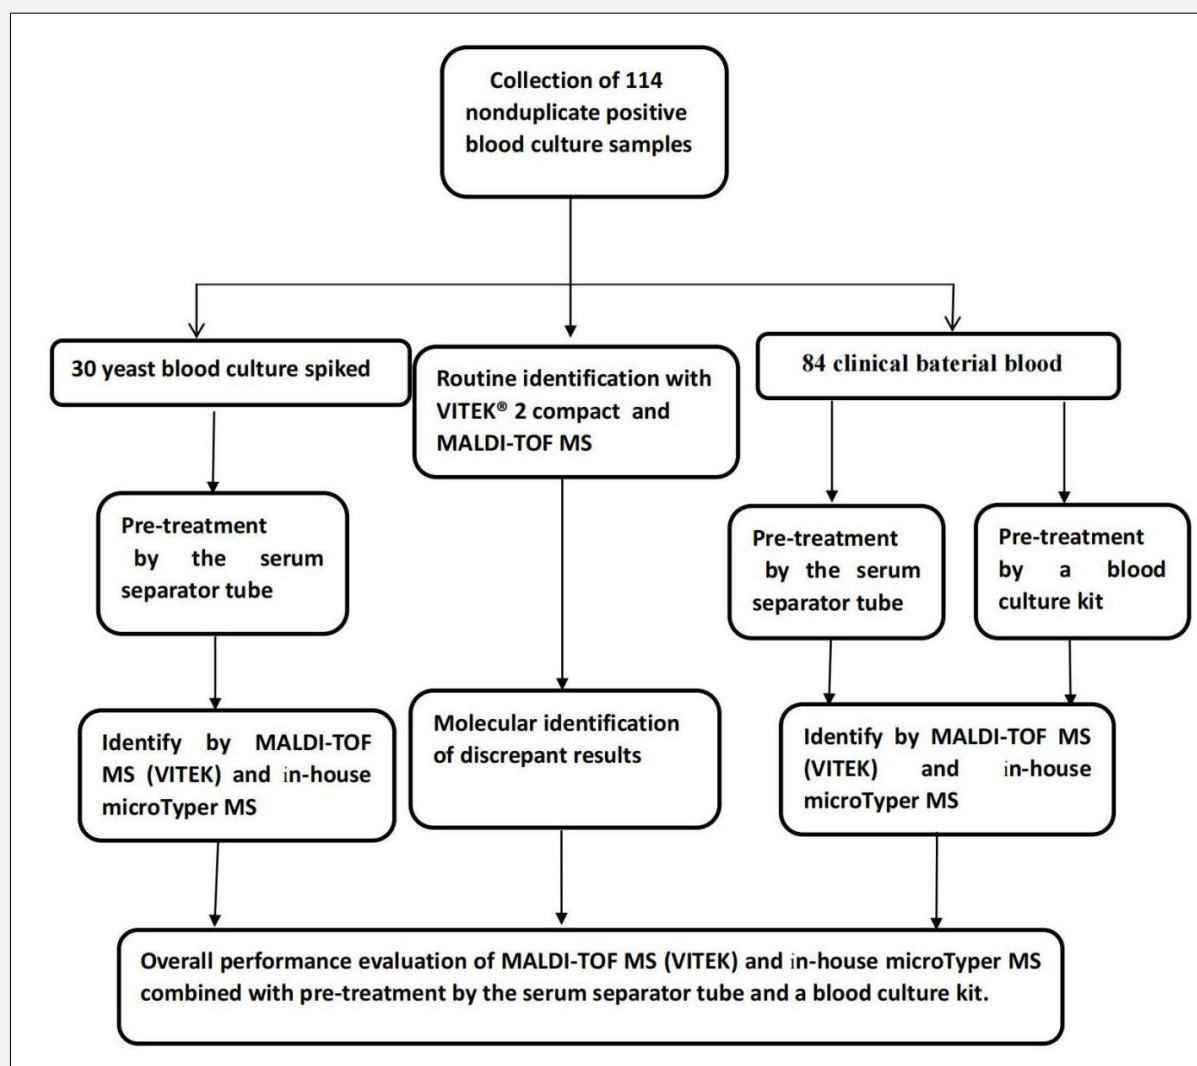 Collection of 114
nonduplicate positive
blood culture samples
30 yeast blood culture spiked
Routine identification with
VITEK® 2 compact and
MALDI-TOF MS
84 clinical baterial blood
Pre-treatment
by the serum
separator tube
Pre-treatment
by the serum
separator tube
Pre-treatment
by a blood
culture kit
Identify by MALDI-TOF
MS (VITEK) and in-house
microTyper MS
Molecular identification
of discrepant results
Identify by MALDI-TOF MS
(VITEK) and in-house
microTyper MS
Overall performance evaluation of MALDI-TOF MS (VITEK) and in-house microTyper MS
combined with pre-treatment by the serum separator tube and a blood culture kit.